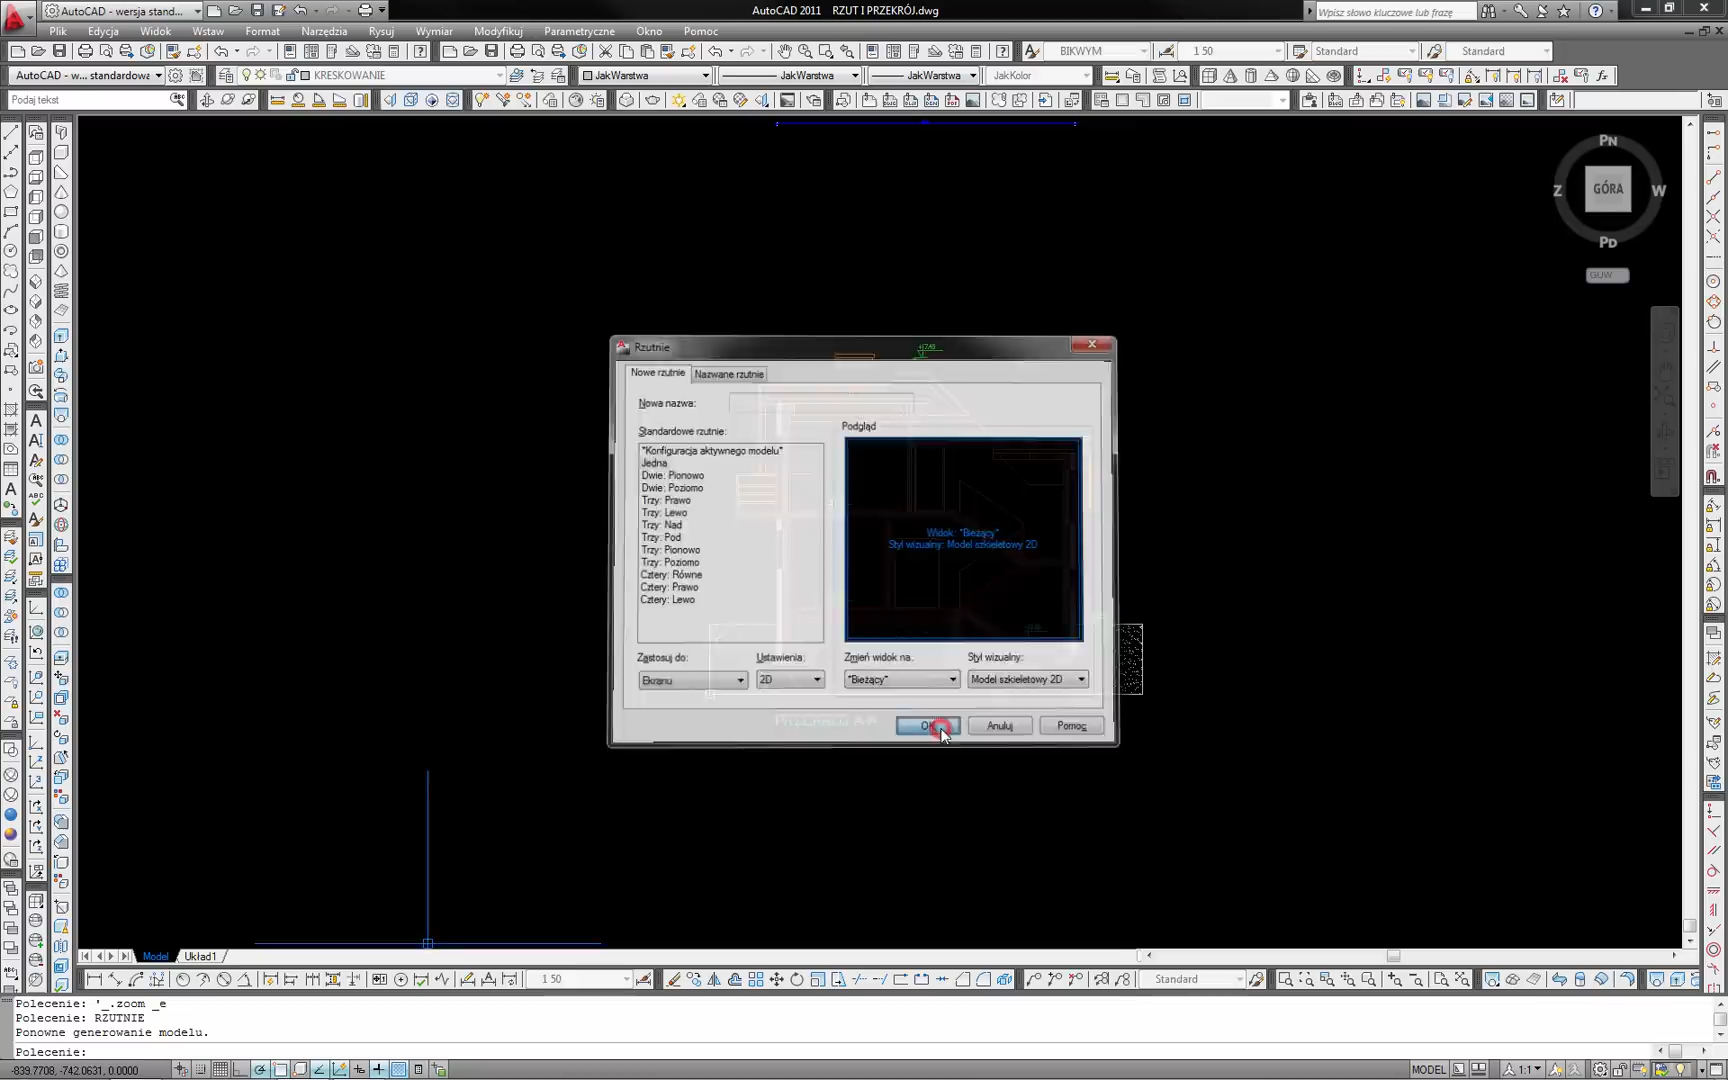 AutoCAD - wersja stand...
AutoCAD 2011 RZUT I PRZEKRÓJ.dwg
Wpisz słowo kluczowe lub frazę
Plik Edycja Widok Wstaw Format Narzędzia Rysuj Wymiar Modyfikuj Parametryczne Okno Pomoc
BIKWYM 1 50 Standard Standard
AutoCAD - w... standardowa KRESKOWANIE JakWarstwa JakWarstwa JakWarstwa JakKolor
Podaj tekst
PN
Z GÓRA W
PD
GUW
Rzutnie
Nowe rzutnie Nazwane rzutnie
Nowa nazwa:
Standardowe rzutnie: Podgląd
*Konfiguracja aktywnego modelu*
Jedna
Dwie: Pionowo
Dwie: Poziomo
Trzy: Prawo
Trzy: Lewo
Trzy: Nad
Trzy: Pod
Trzy: Pionowo
Trzy: Poziomo
Cztery: Równe
Cztery: Prawo
Cztery: Lewo
Widok: "Bieżący"
Styl wizualny: Model szkieletowy 2D
Zastosuj do: Ustawienia: Zmień widok na: Styl wizualny:
Ekranu 2D "Bieżący" Model szkieletowy 2D
OK Anuluj Pomoc
Model Układ1
1 50 Standard
Polecenie: '_.zoom _e
Polecenie: RZUTNIE
Ponowne generowanie modelu.
Polecenie:
-839.7708, -742.0631, 0.0000 MODEL 1:1